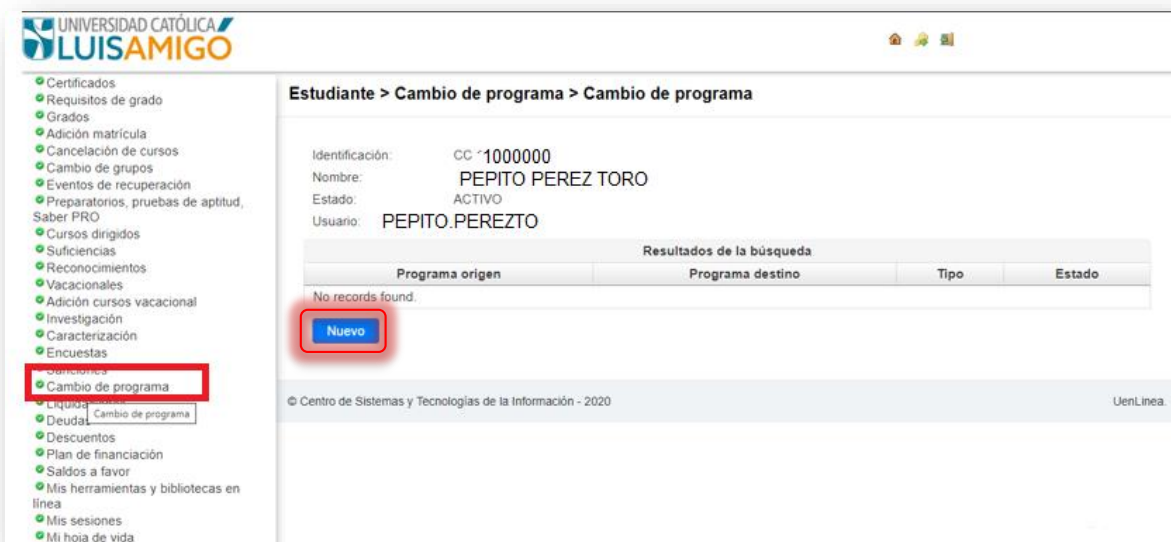 UNIVERSIDAD CATÓLICA
LUIS AMIGÓ
Certificados
Requisitos de grado
Grados
Adición matrícula
Cancelación de cursos
Cambio de grupos
Eventos de recuperación
Preparatorios, pruebas de aptitud,
Saber PRO
Cursos dirigidos
Suficiencias
Reconocimientos
Vacacionales
Adición cursos vacacional
Investigación
Caracterización
Encuestas
Sanciones
Cambio de programa
Cambio de programa
Deudas
Descuentos
Plan de financiación
Saldos a favor
Mis herramientas y bibliotecas en
línea
Mis sesiones
Mi hoja de vida
Estudiante > Cambio de programa > Cambio de programa
Identificación: CC 1000000
Nombre: PEPITO PEREZ TORO
Estado: ACTIVO
Usuario: PEPITO.PEREZTO
Resultados de la búsqueda
Programa origen Programa destino Tipo Estado
No records found.
Nuevo
© Centro de Sistemas y Tecnologías de la Información - 2020 UenLinea.